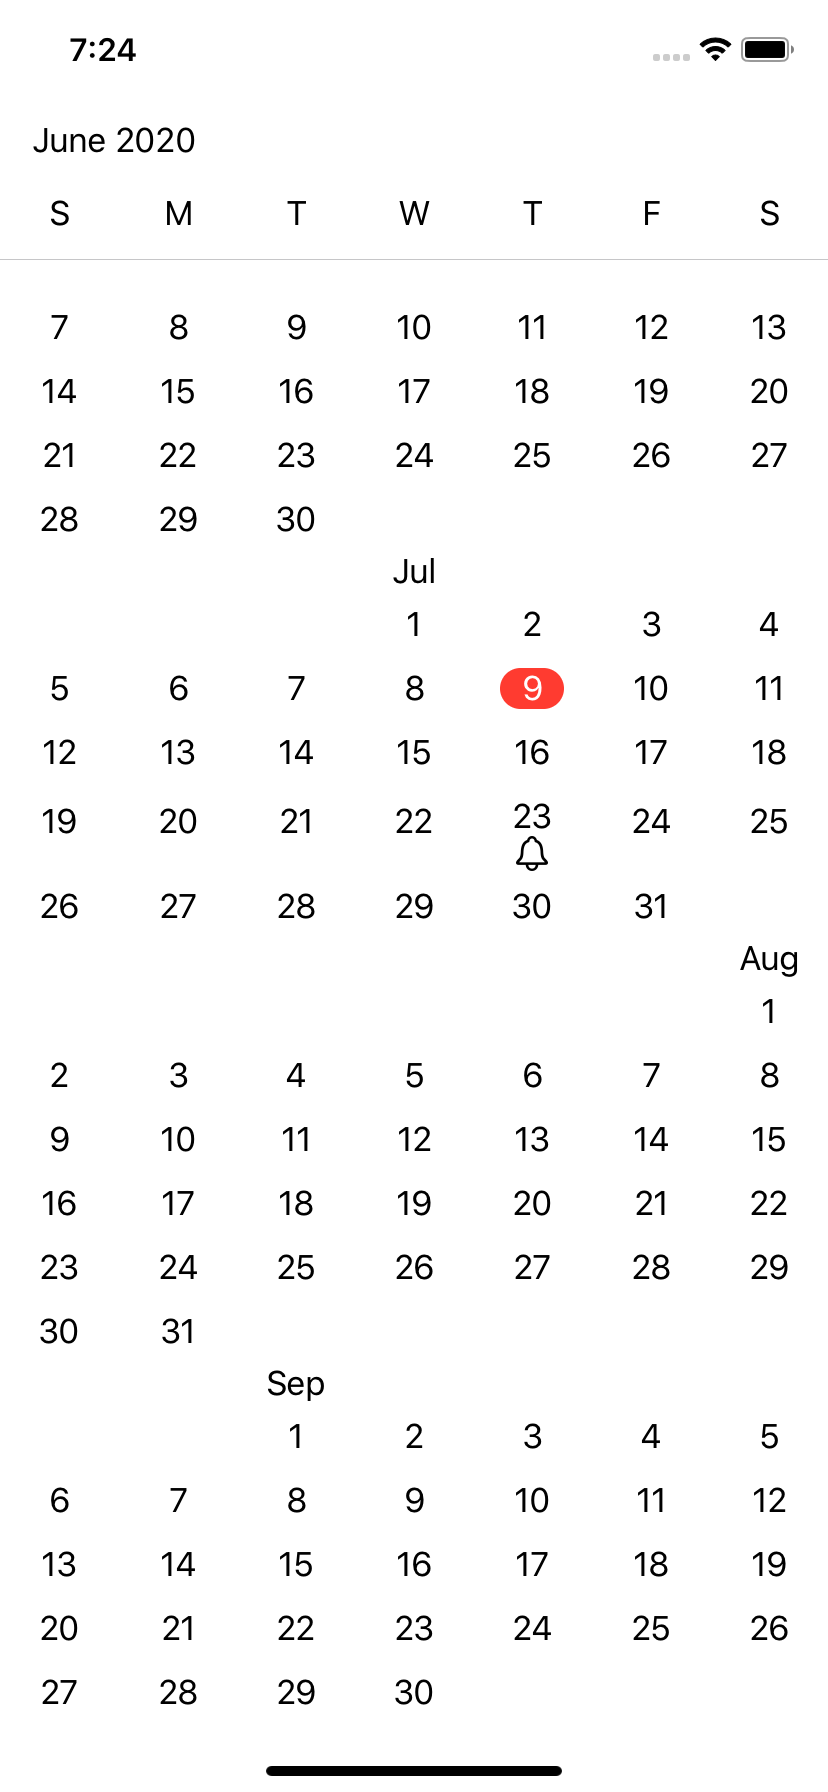 7:24
June 2020
S M T W T F S
7 8 9 10 11 12 13
14 15 16 17 18 19 20
21 22 23 24 25 26 27
28 29 30
Jul
1 2 3 4
5 6 7 8 9 10 11
12 13 14 15 16 17 18
19 20 21 22 23 24 25
26 27 28 29 30 31
Aug
1
2 3 4 5 6 7 8
9 10 11 12 13 14 15
16 17 18 19 20 21 22
23 24 25 26 27 28 29
30 31
Sep
1 2 3 4 5
6 7 8 9 10 11 12
13 14 15 16 17 18 19
20 21 22 23 24 25 26
27 28 29 30